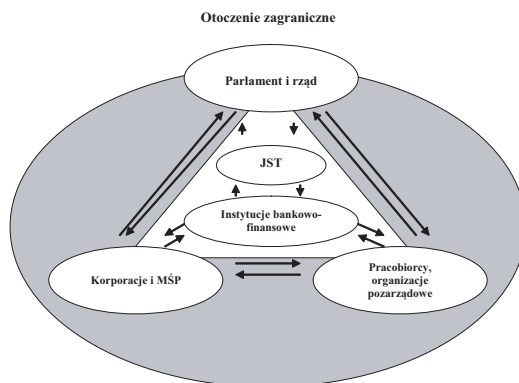 Otoczenie zagraniczne
Parlament i rząd
JST
Instytucje bankowo-
finansowe
Korporacje i MŚP
Pracobiorcy,
organizacje
pozarządowe